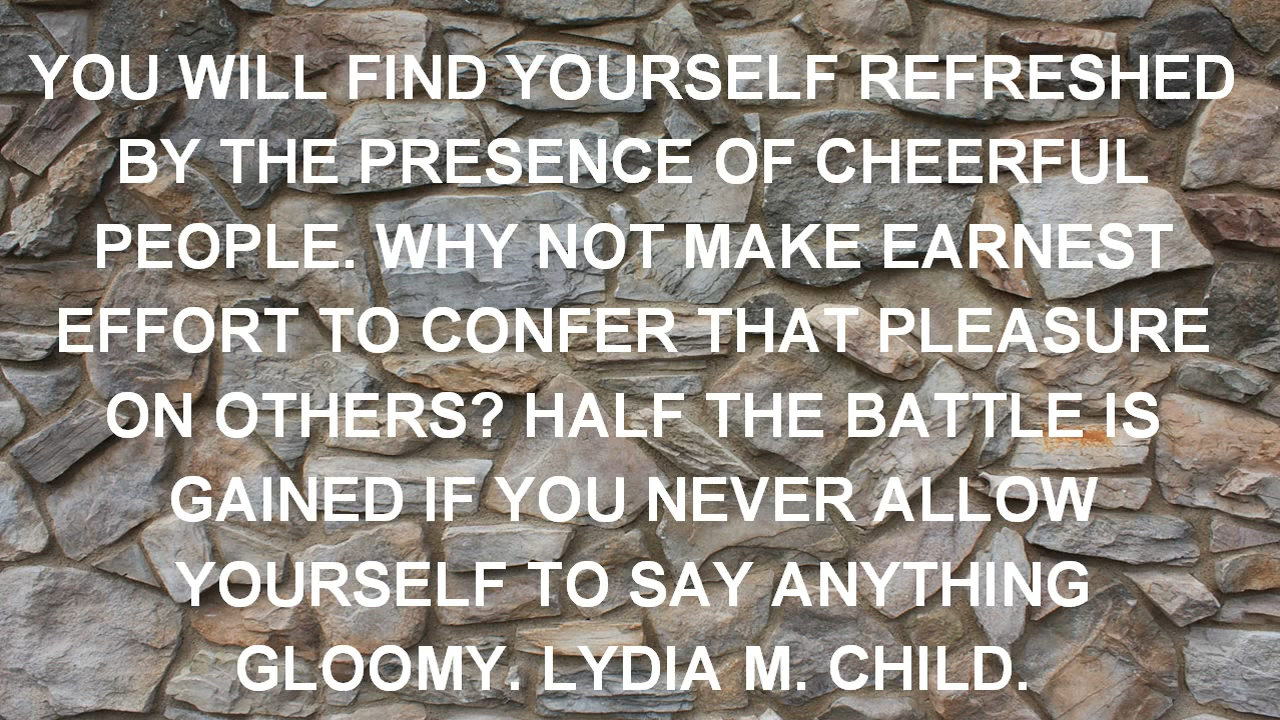 YOU WILL FIND YOURSELF REFRESHED
BY THE PRESENCE OF CHEERFUL
PEOPLE. WHY NOT MAKE EARNEST
EFFORT TO CONFER THAT PLEASURE
ON OTHERS? HALF THE BATTLE IS
GAINED IF YOU NEVER ALLOW
YOURSELF TO SAY ANYTHING
GLOOMY. LYDIA M. CHILD.